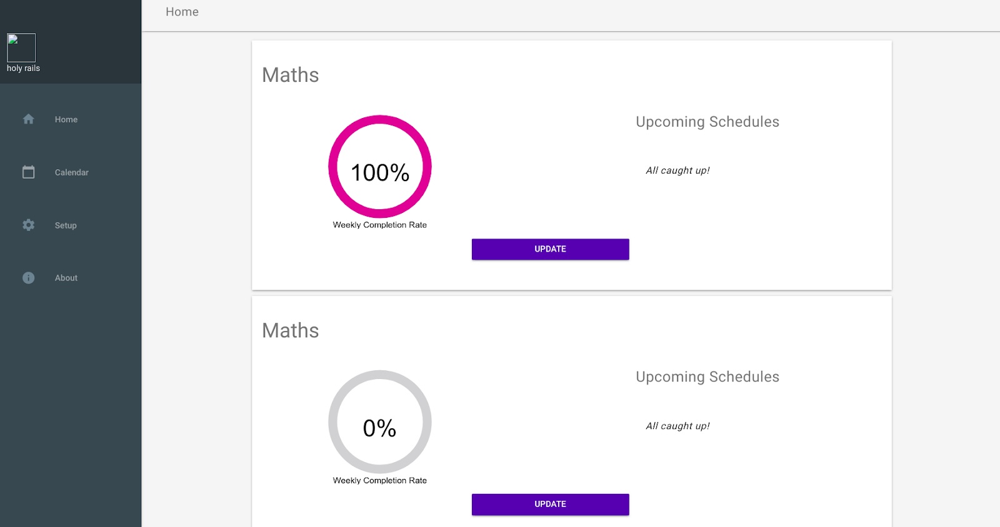 Home
holy rails
Home
Calendar
Setup
About
Maths
100%
Weekly Completion Rate
Upcoming Schedules
All caught up!
UPDATE
Maths
0%
Weekly Completion Rate
Upcoming Schedules
All caught up!
UPDATE